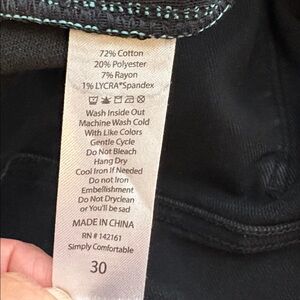 72% Cotton
20% Polyester
7% Rayon
1% LYCRA®Spandex
Wash Inside Out
Machine Wash Cold
With Like Colors
Gentle Cycle
Do Not Bleach
Hang Dry
Cool Iron If Needed
Do not Iron
Embellishment
Do Not Dryclean
or You'll be sad
MADE IN CHINA
RN # 142161
Simply Comfortable
30